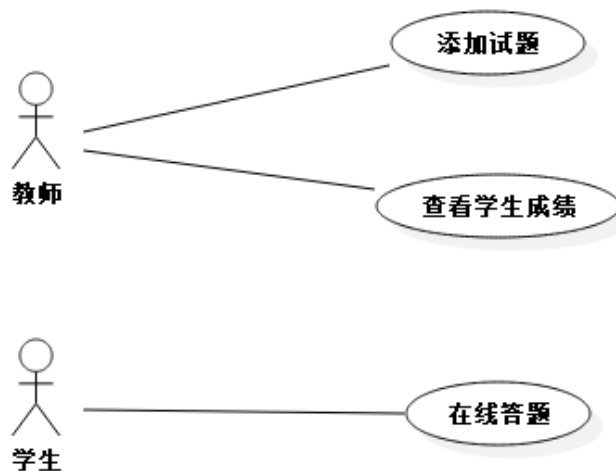 添加试题
教师
查看学生成绩
在线答题
学生